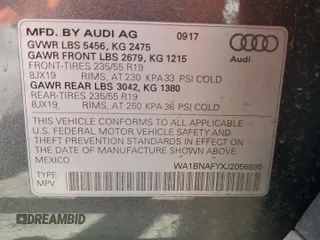 MFD. BY AUDI AG 09/17
GVWR LBS 5456, KG 2475
GAWR FRONT LBS 2679, KG 1215
FRONT-TIRES 235/55 R19
8JX19 RIMS, AT 230 KPA 33 PSI COLD
GAWR REAR LBS 3042, KG 1380
REAR-TIRES 235/55 R19
8JX19 RIMS, AT 250 KPA 36 PSI COLD
Audi
THIS VEHICLE CONFORMS TO ALL APPLICABLE
U.S. FEDERAL MOTOR VEHICLE SAFETY AND
THEFT PREVENTION STANDARDS IN EFFECT ON
THE DATE OF MANUFACTURE SHOWN ABOVE.
MEXICO
WA1BNAFYXJ2056895
TYPE:
MPV
DREAMBID